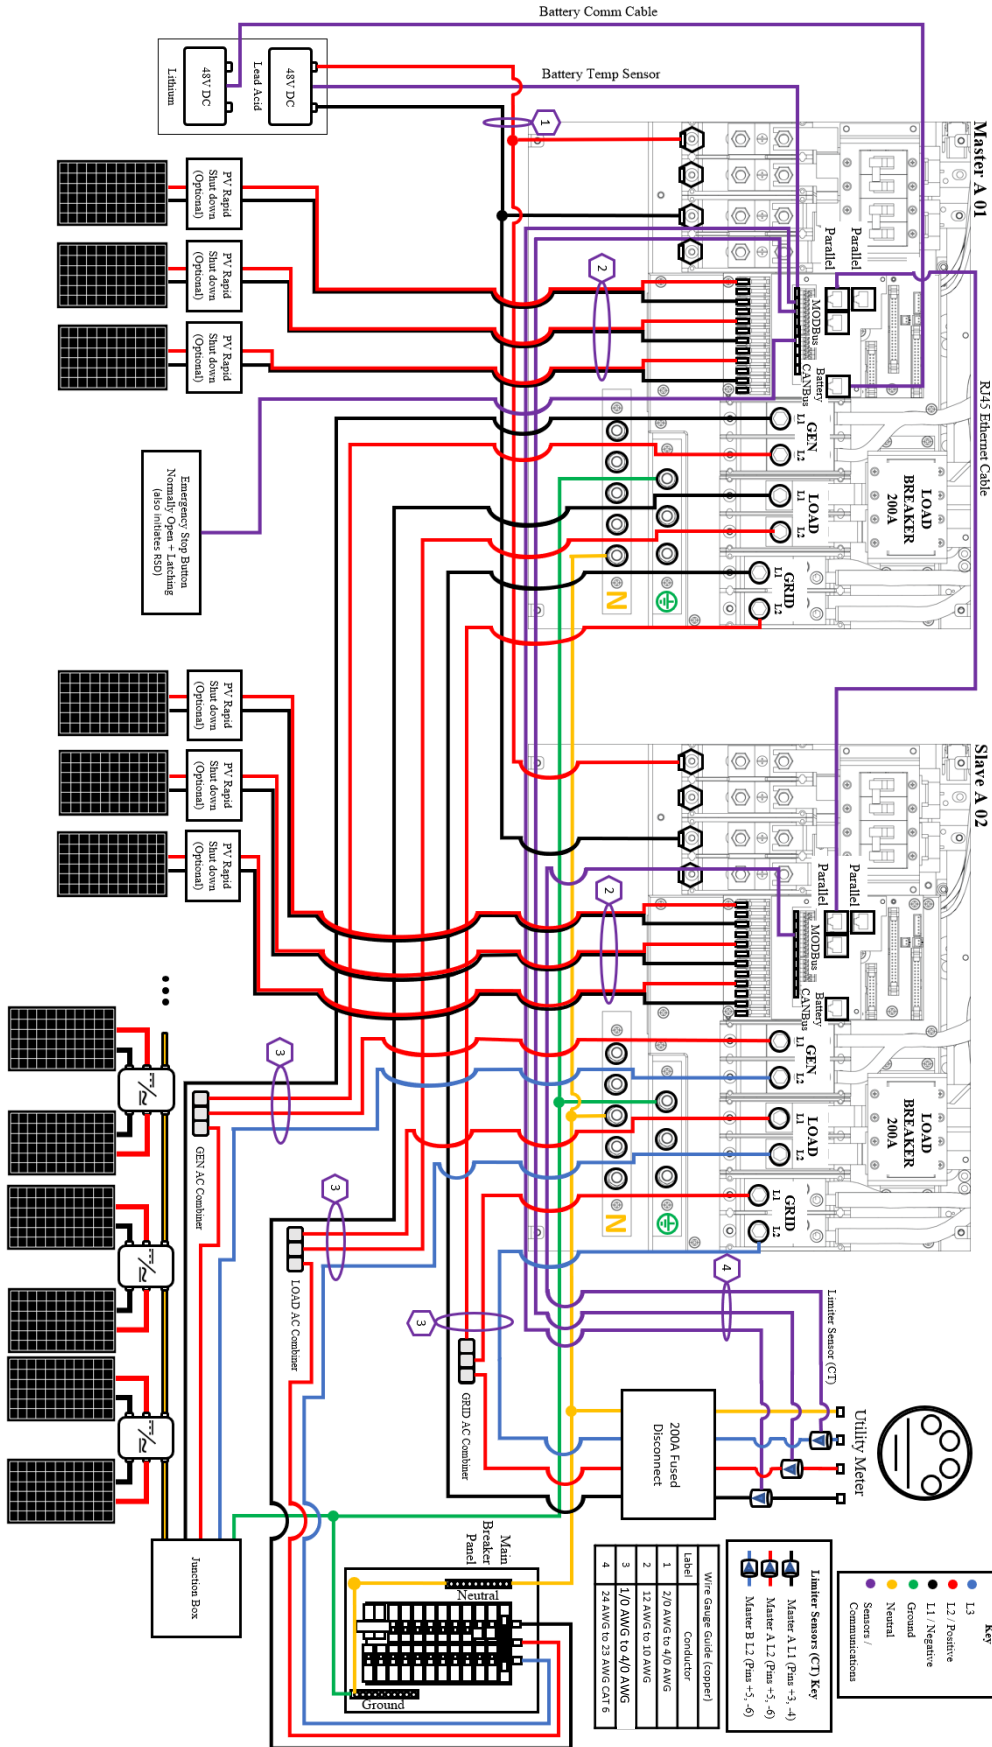 Battery Comm Cable
Battery Temp Sensor
48V DC
Lithium
48V DC
Lead Acid
1
Master A 01
Parallel
Parallel
MODBus
Battery
CANBus
RJ45 Ethernet Cable
PV Rapid
Shut down
(Optional)
PV Rapid
Shut down
(Optional)
PV Rapid
Shut down
(Optional)
2
L1
GEN
L2
L1
LOAD
L2
L1
GRID
L2
LOAD
BREAKER
200A
N
Emergency Stop Button
Normally Open + Latching
(also initiates RSD)
Slave A 02
Parallel
Parallel
MODBus
Battery
CANBus
PV Rapid
Shut down
(Optional)
PV Rapid
Shut down
(Optional)
PV Rapid
Shut down
(Optional)
2
L1
GEN
L2
L1
LOAD
L2
L1
GRID
L2
LOAD
BREAKER
200A
N
3
GEN AC Combiner
3
LOAD AC Combiner
3
GRID AC Combiner
4
Limiter Sensor (CT)
Utility Meter
200A Fused
Disconnect
Junction Box
Main
Breaker
Panel
Neutral
Ground
Wire Gauge Guide (copper)
Label Conductor
1 2/0 AWG to 4/0 AWG
2 12 AWG to 10 AWG
3 1/0 AWG to 4/0 AWG
4 24 AWG to 23 AWG CAT 6
Limiter Sensors (CT) Key
Master A L1 (Pins +3, -4)
Master A L2 (Pins +5, -6)
Master B L2 (Pins +5, -6)
Key
L3
L2 / Positive
L1 / Negative
Ground
Neutral
Sensors /
Communications